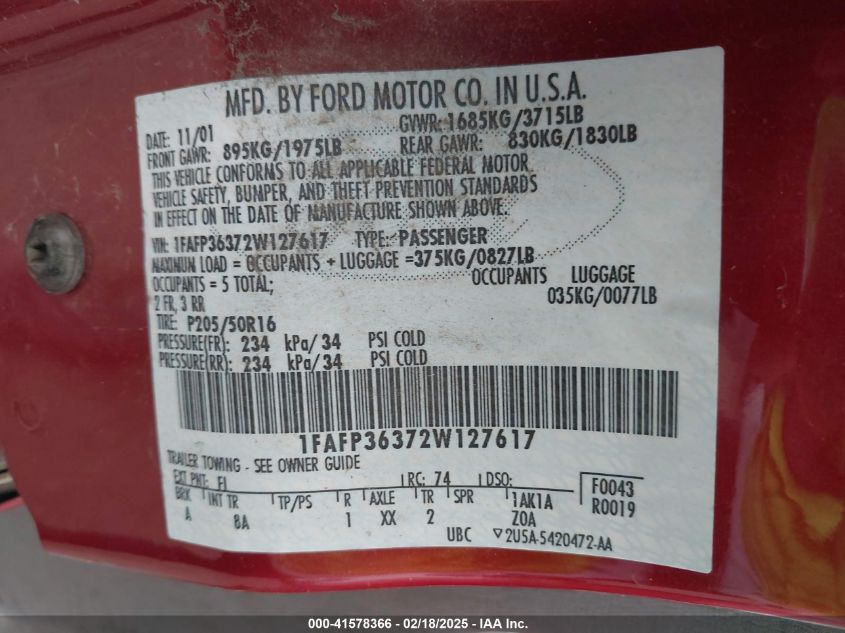 MFD. BY FORD MOTOR CO. IN U.S.A.
DATE: 11/01 GVWR: 1685KG/3715LB
FRONT GAWR: 895KG/1975LB REAR GAWR: 830KG/1830LB
THIS VEHICLE CONFORMS TO ALL APPLICABLE FEDERAL MOTOR
VEHICLE SAFETY, BUMPER, AND THEFT PREVENTION STANDARDS
IN EFFECT ON THE DATE OF MANUFACTURE SHOWN ABOVE.
VIN: 1FAFP36372W127617 TYPE: PASSENGER
MAXIMUM LOAD = OCCUPANTS + LUGGAGE =375KG/0827LB
OCCUPANTS = 5 TOTAL; OCCUPANTS LUGGAGE
2 FR, 3 RR 035KG/0077LB
TIRE: P205/50R16
PRESSURE(FR): 234 kPa/34 PSI COLD
PRESSURE(RR): 234 kPa/34 PSI COLD
1FAFP36372W127617
TRAILER TOWING - SEE OWNER GUIDE
EXT PNT: FL RC: 74 DSO: F0043
BRK INT TR TP/PS R AXLE TR SPR 1AK1A R0019
A 8A 1 XX 2 Z0A
UBC ▽2U5A-5420472-AA
000-41578366 - 02/18/2025 - IAA Inc.